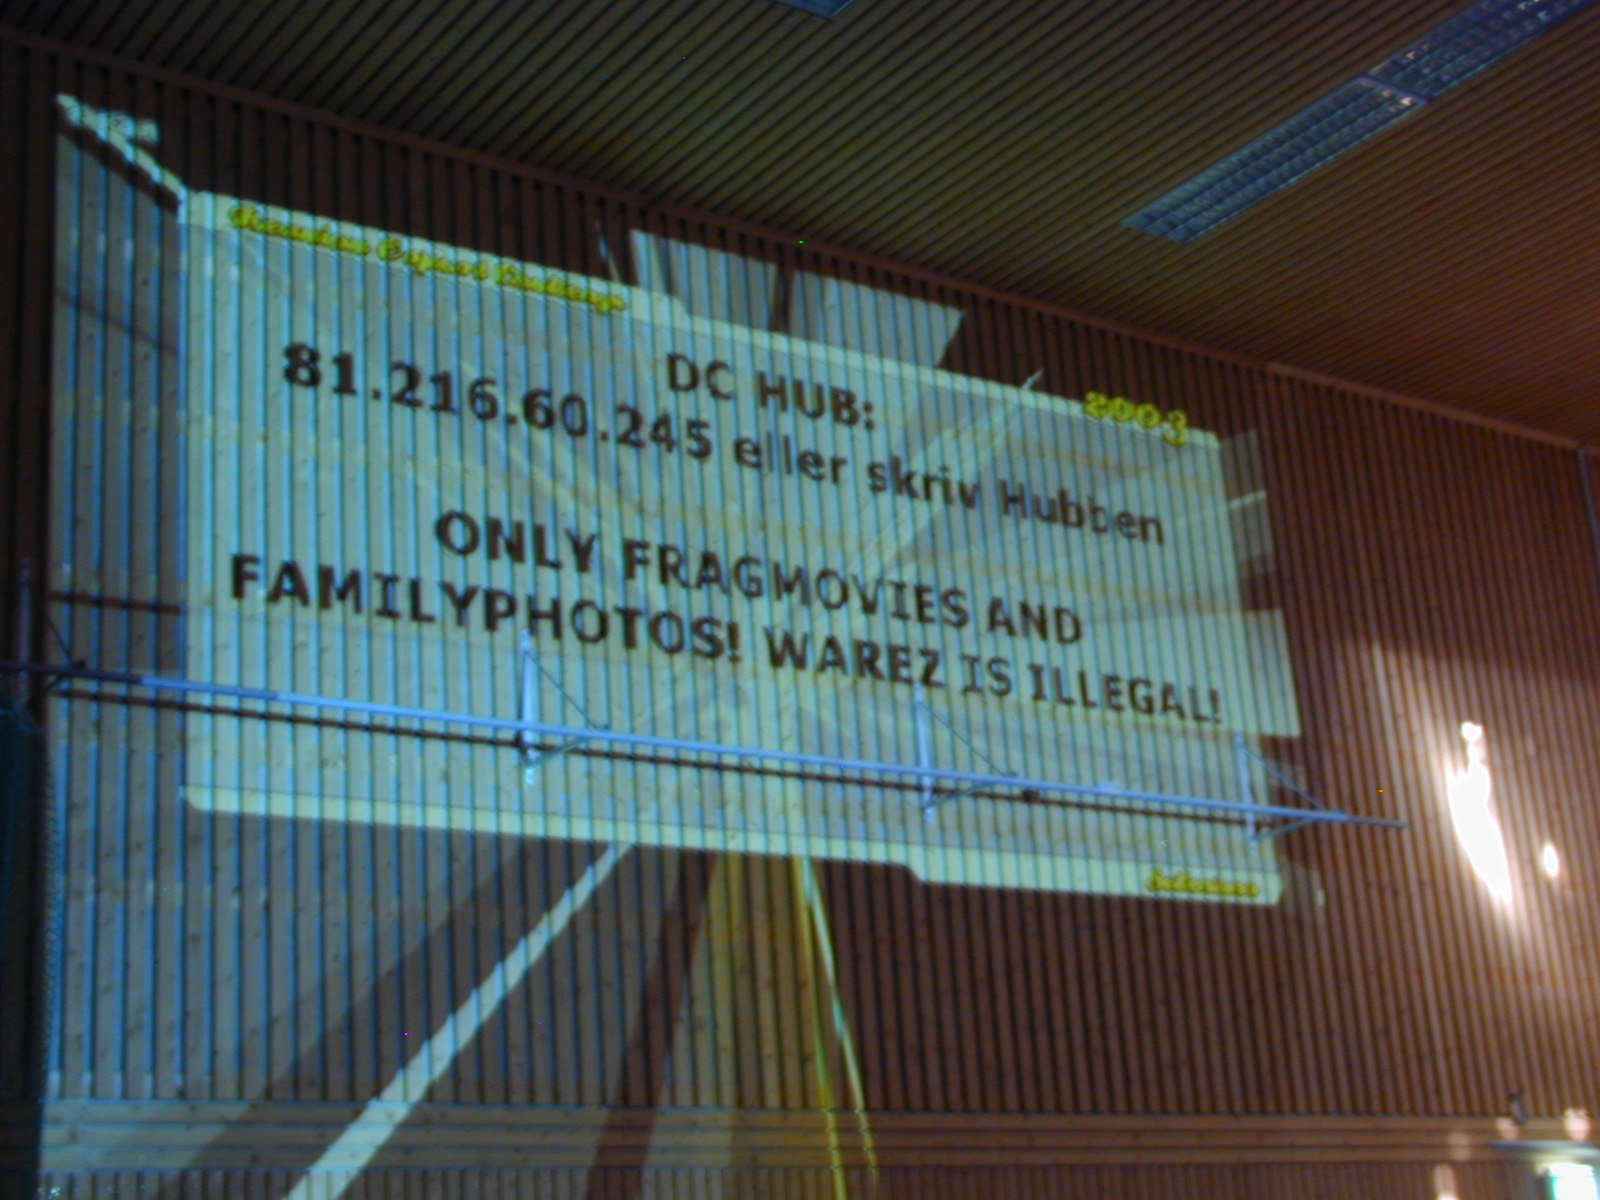 2003
DC HUB:
81.216.60.245 eller skriv Hubben
ONLY FRAGMOVIES AND
FAMILYPHOTOS! WAREZ IS ILLEGAL!